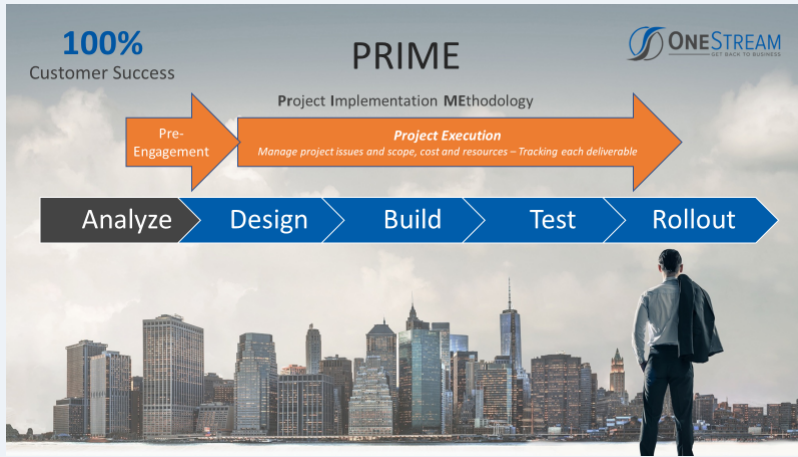 100%
Customer Success
PRIME
ONESTREAM
GET BACK TO BUSINESS
Project Implementation MEthodology
Pre-
Engagement
Project Execution
Manage project issues and scope, cost and resources – Tracking each deliverable
Analyze
Design
Build
Test
Rollout